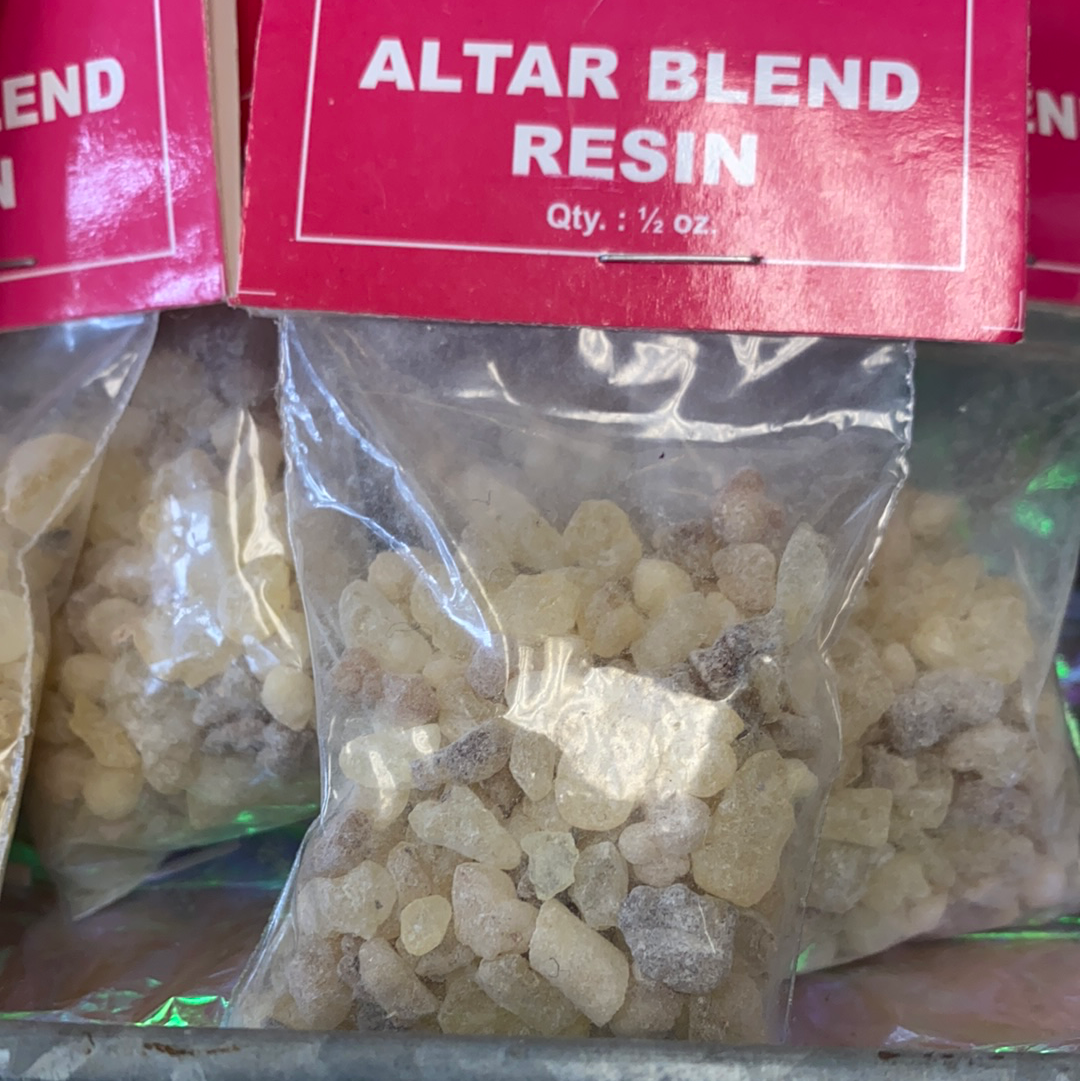 ALTAR BLEND
RESIN
Qty. : ½ oz.